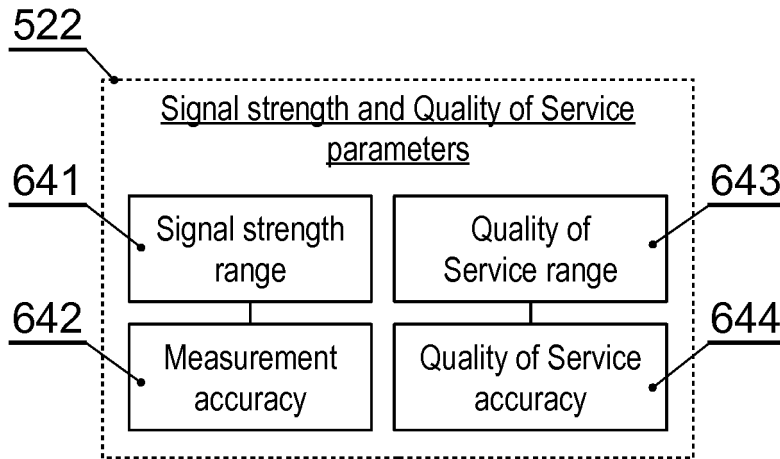 522
Signal strength and Quality of Service
parameters
641
Signal strength
range
643
Quality of
Service range
642
Measurement
accuracy
644
Quality of Service
accuracy